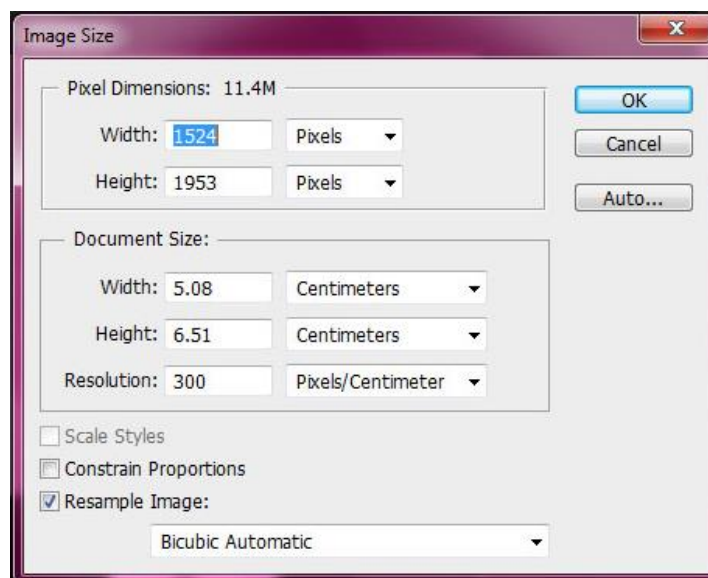 Image Size
Pixel Dimensions: 11.4M
OK
Width: 1524 Pixels
Cancel
Height: 1953 Pixels
Auto...
Document Size:
Width: 5.08 Centimeters
Height: 6.51 Centimeters
Resolution: 300 Pixels/Centimeter
Scale Styles
Constrain Proportions
Resample Image:
Bicubic Automatic